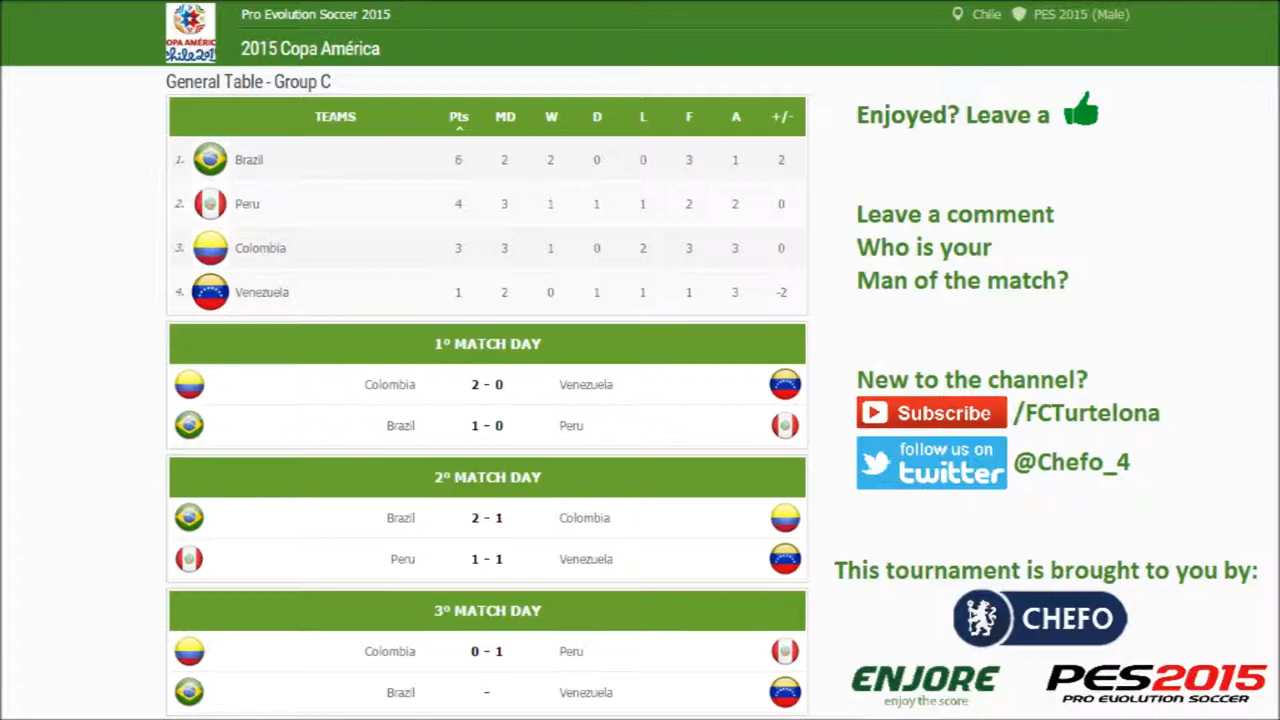 Pro Evolution Soccer 2015
Chile PES 2015 (Male)
COPA AMÉRIC
chile201
2015 Copa América
General Table - Group C
TEAMS Pts MD W D L F A +/-
1. Brazil 6 2 2 0 0 3 1 2
2. Peru 4 3 1 1 1 2 2 0
3. Colombia 3 3 1 0 2 3 3 0
4. Venezuela 1 2 0 1 1 1 3 -2
1º MATCH DAY
Colombia 2 - 0 Venezuela
Brazil 1 - 0 Peru
2º MATCH DAY
Brazil 2 - 1 Colombia
Peru 1 - 1 Venezuela
3º MATCH DAY
Colombia 0 - 1 Peru
Brazil - Venezuela
Enjoyed? Leave a
Leave a comment
Who is your
Man of the match?
New to the channel?
Subscribe /FCTurtelona
follow us on
twitter @Chefo_4
This tournament is brought to you by:
CHEFO
ENJORE
enjoy the score
PES2015
PRO EVOLUTION SOCCER